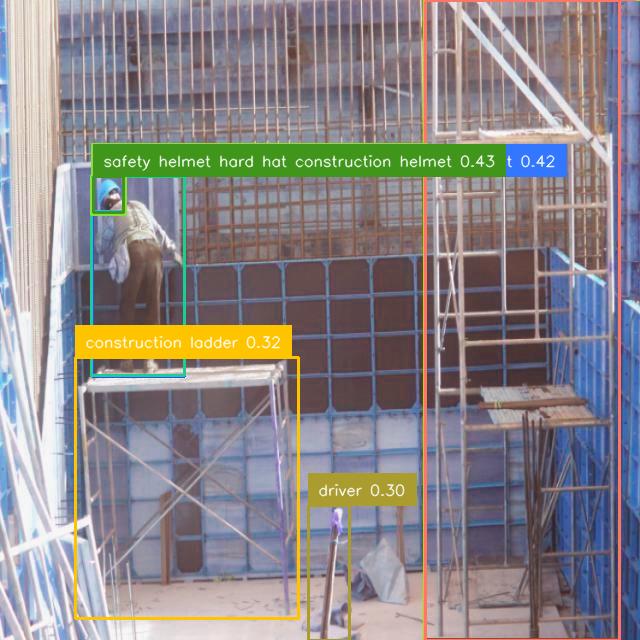 safety helmet hard hat construction helmet 0.43
t 0.42
construction ladder 0.32
driver 0.30